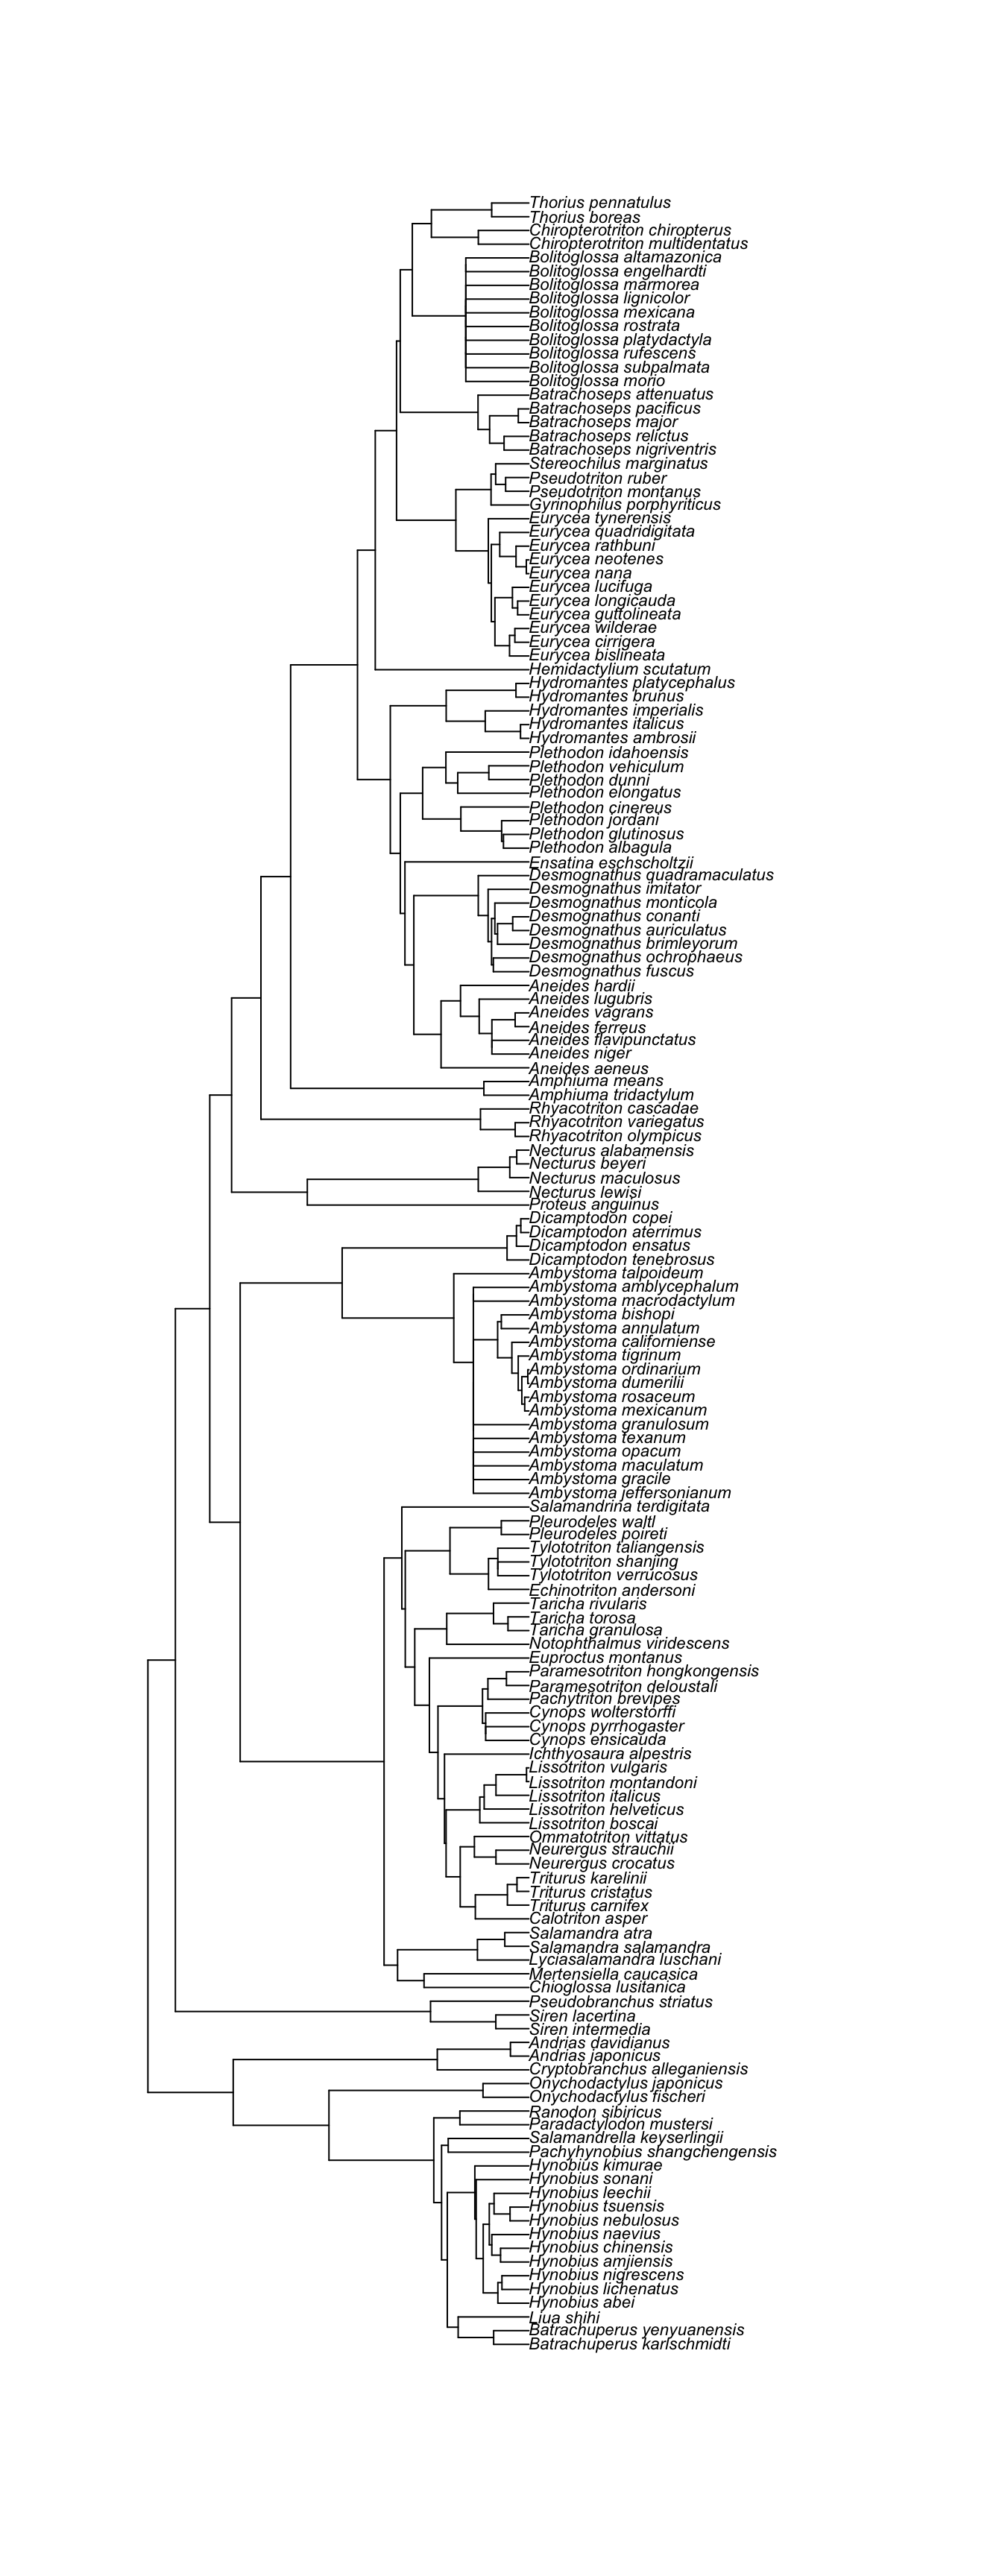 Thorius pennatulus
Thorius boreas
Chiropterotriton chiropterus
Chiropterotriton multidentatus
Bolitoglossa altamazonica
Bolitoglossa engelhardti
Bolitoglossa marmorea
Bolitoglossa lignicolor
Bolitoglossa mexicana
Bolitoglossa rostrata
Bolitoglossa platydactyla
Bolitoglossa rufescens
Bolitoglossa subpalmata
Bolitoglossa morio
Batrachoseps attenuatus
Batrachoseps pacificus
Batrachoseps major
Batrachoseps relictus
Batrachoseps nigriventris
Stereochilus marginatus
Pseudotriton ruber
Pseudotriton montanus
Gyrinophilus porphyriticus
Eurycea tynerensis
Eurycea quadridigitata
Eurycea rathbuni
Eurycea neotenes
Eurycea nana
Eurycea lucifuga
Eurycea longicauda
Eurycea guttolineata
Eurycea wilderae
Eurycea cirrigera
Eurycea bislineata
Hemidactylium scutatum
Hydromantes platycephalus
Hydromantes brunus
Hydromantes imperialis
Hydromantes italicus
Hydromantes ambrosii
Plethodon idahoensis
Plethodon vehiculum
Plethodon dunni
Plethodon elongatus
Plethodon cinereus
Plethodon jordani
Plethodon glutinosus
Plethodon albagula
Ensatina eschscholtzii
Desmognathus quadramaculatus
Desmognathus imitator
Desmognathus monticola
Desmognathus conanti
Desmognathus auriculatus
Desmognathus brimleyorum
Desmognathus ochrophaeus
Desmognathus fuscus
Aneides hardii
Aneides lugubris
Aneides vagrans
Aneides ferreus
Aneides flavipunctatus
Aneides niger
Aneides aeneus
Amphiuma means
Amphiuma tridactylum
Rhyacotriton cascadae
Rhyacotriton variegatus
Rhyacotriton olympicus
Necturus alabamensis
Necturus beyeri
Necturus maculosus
Necturus lewisi
Proteus anguinus
Dicamptodon copei
Dicamptodon aterrimus
Dicamptodon ensatus
Dicamptodon tenebrosus
Ambystoma talpoideum
Ambystoma amblycephalum
Ambystoma macrodactylum
Ambystoma bishopi
Ambystoma annulatum
Ambystoma californiense
Ambystoma tigrinum
Ambystoma ordinarium
Ambystoma dumerilii
Ambystoma rosaceum
Ambystoma mexicanum
Ambystoma granulosum
Ambystoma texanum
Ambystoma opacum
Ambystoma maculatum
Ambystoma gracile
Ambystoma jeffersonianum
Salamandrina terdigitata
Pleurodeles waltl
Pleurodeles poireti
Tylototriton taliangensis
Tylototriton shanjing
Tylototriton verrucosus
Echinotriton andersoni
Taricha rivularis
Taricha torosa
Taricha granulosa
Notophthalmus viridescens
Euproctus montanus
Paramesotriton hongkongensis
Paramesotriton deloustali
Pachytriton brevipes
Cynops wolterstorffi
Cynops pyrrhogaster
Cynops ensicauda
Ichthyosaura alpestris
Lissotriton vulgaris
Lissotriton montandoni
Lissotriton italicus
Lissotriton helveticus
Lissotriton boscai
Ommatotriton vittatus
Neurergus strauchii
Neurergus crocatus
Triturus karelinii
Triturus cristatus
Triturus carnifex
Calotriton asper
Salamandra atra
Salamandra salamandra
Lyciasalamandra luschani
Mertensiella caucasica
Chioglossa lusitanica
Pseudobranchus striatus
Siren lacertina
Siren intermedia
Andrias davidianus
Andrias japonicus
Cryptobranchus alleganiensis
Onychodactylus japonicus
Onychodactylus fischeri
Ranodon sibiricus
Paradactylodon mustersi
Salamandrella keyserlingii
Pachyhynobius shangchengensis
Hynobius kimurae
Hynobius sonani
Hynobius leechii
Hynobius tsuensis
Hynobius nebulosus
Hynobius naevius
Hynobius chinensis
Hynobius amjiensis
Hynobius nigrescens
Hynobius lichenatus
Hynobius abei
Liua shihi
Batrachuperus yenyuanensis
Batrachuperus karlschmidti